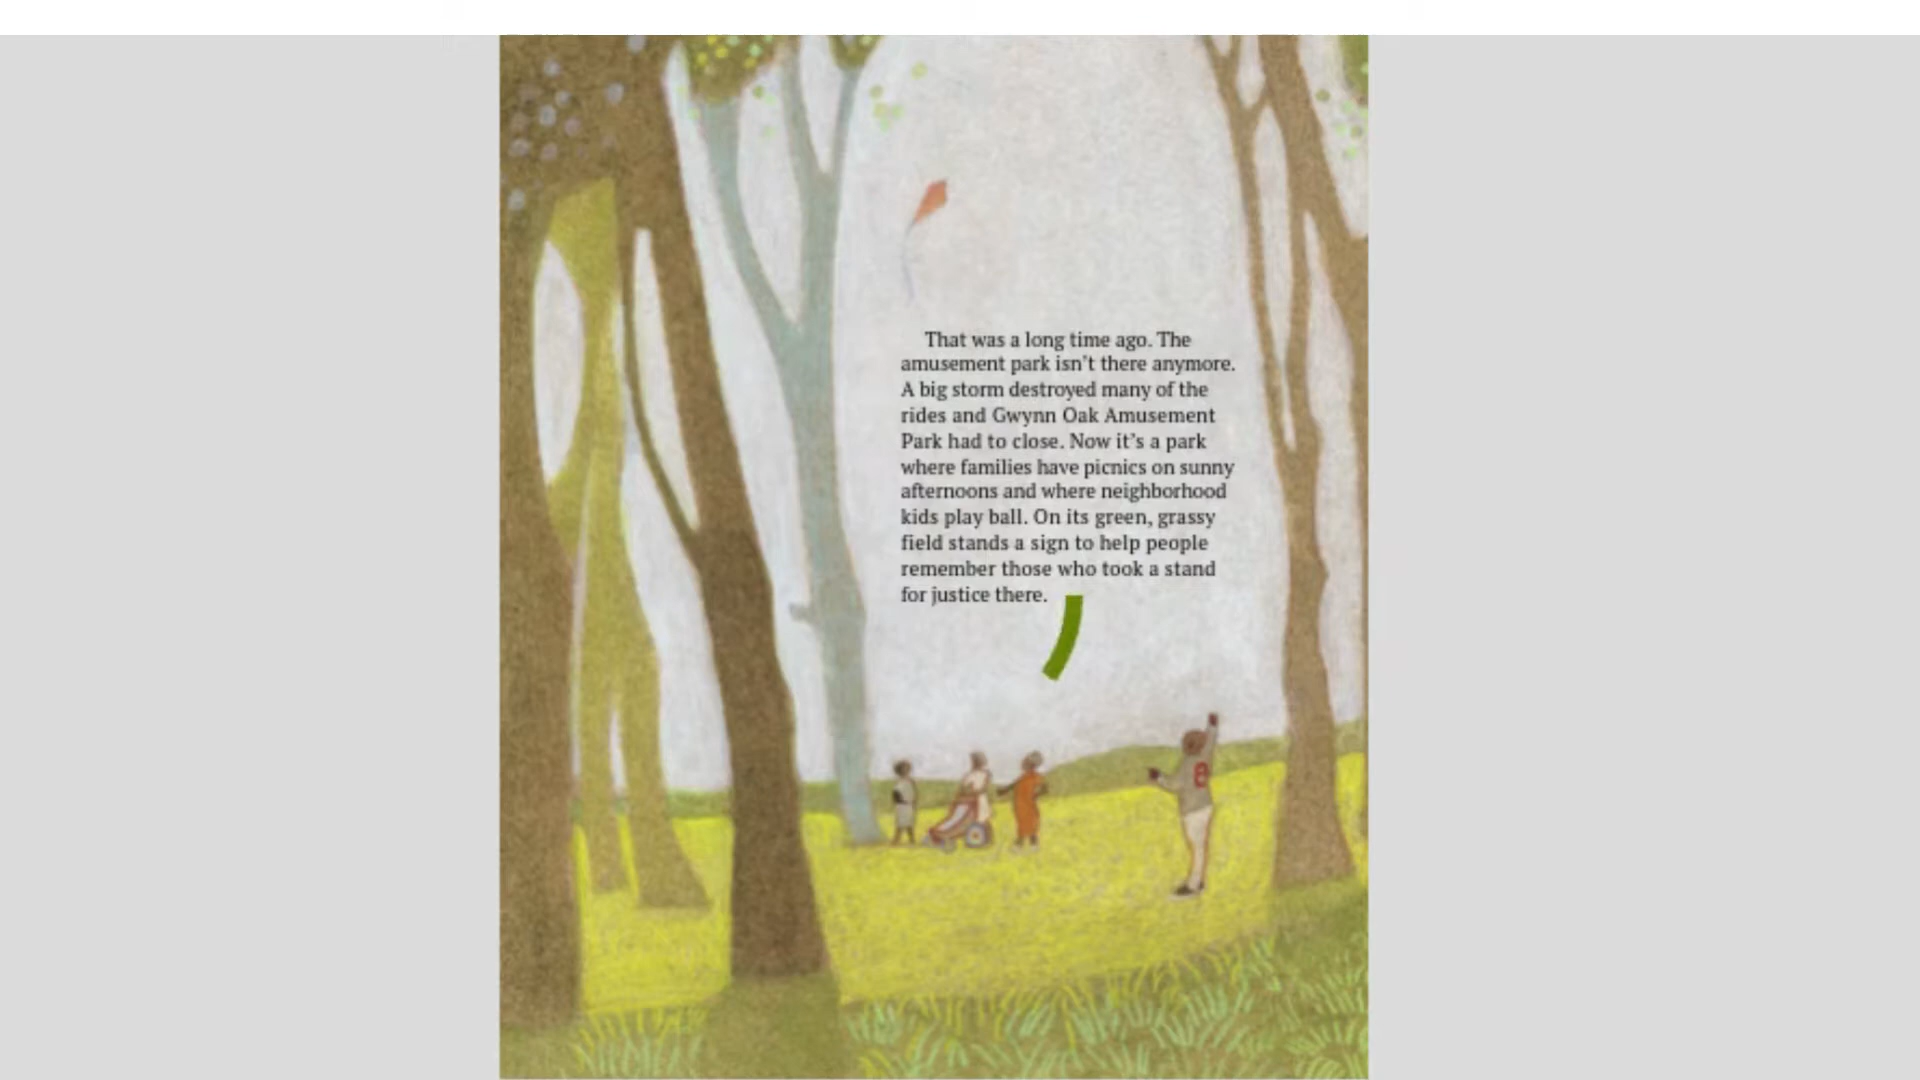 That was a long time ago. The
amusement park isn't there anymore.
A big storm destroyed many of the
rides and Gwynn Oak Amusement
Park had to close. Now it's a park
where families have picnics on sunny
afternoons and where neighborhood
kids play ball. On its green, grassy
field stands a sign to help people
remember those who took a stand
for justice there.
8